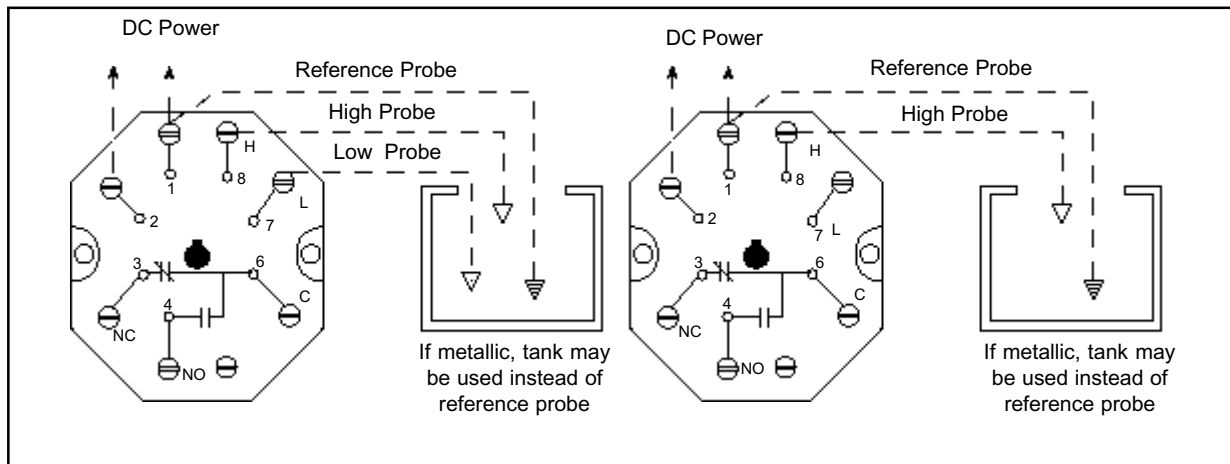 DC Power
Reference Probe
High Probe
Low Probe
H
1
8
L
2
7
3
6
4
C
NC
NO
If metallic, tank may
be used instead of
reference probe
DC Power
Reference Probe
High Probe
H
1
8
2
7
L
3
6
4
C
NC
NO
If metallic, tank may
be used instead of
reference probe